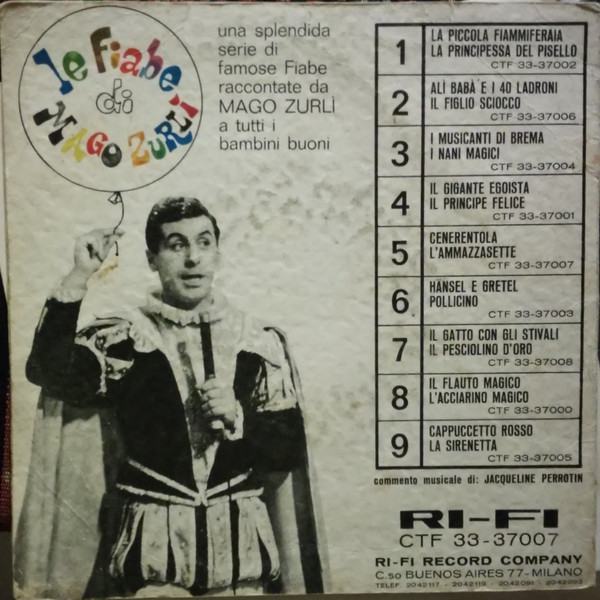 le Fiabe
di
MAGO ZURLÌ
una splendida
serie di
famose Fiabe
raccontate da
MAGO ZURLÌ
a tutti i
bambini buoni
1
LA PICCOLA FIAMMIFERAIA
LA PRINCIPESSA DEL PISELLO
CTF 33-37002
2
ALÌ BABÀ E I 40 LADRONI
IL FIGLIO SCIOCCO
CTF 33-37006
3
I MUSICANTI DI BREMA
I NANI MAGICI
CTF 33-37004
4
IL GIGANTE EGOISTA
IL PRINCIPE FELICE
CTF 33-37001
5
CENERENTOLA
L'AMMAZZASETTE
CTF 33-37007
6
HÄNSEL E GRETEL
POLLICINO
CTF 33-37003
7
IL GATTO CON GLI STIVALI
IL PESCIOLINO D'ORO
CTF 33-37008
8
IL FLAUTO MAGICO
L'ACCIARINO MAGICO
CTF 33-37000
9
CAPPUCCETTO ROSSO
LA SIRENETTA
CTF 33-37005
commento musicale di: JACQUELINE PERROTIN
RI-FI
CTF 33-37007
RI-FI RECORD COMPANY
C.so BUENOS AIRES 77-MILANO
TELEF. 2042117 - 2042119 - 2042091 - 2042093